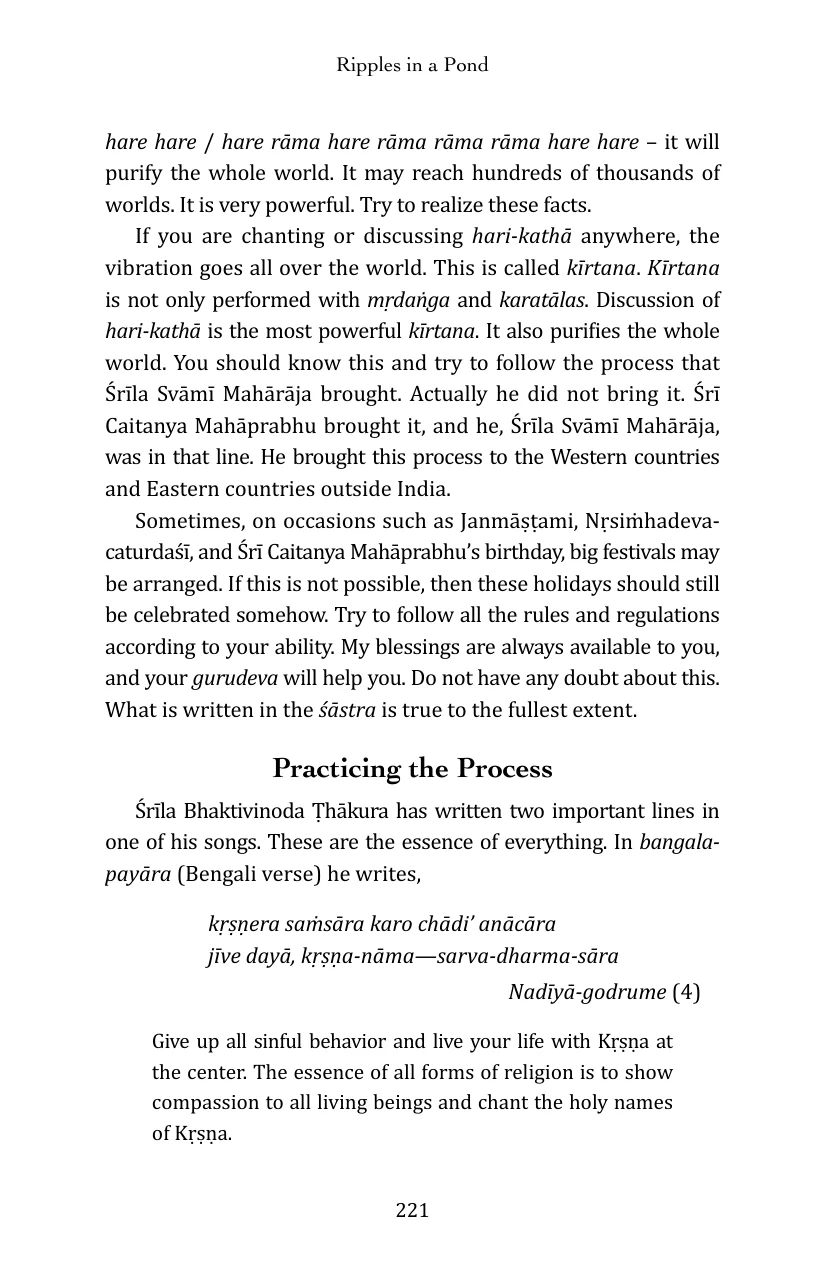 Ripples in a Pond
hare hare / hare rāma hare rāma rāma rāma hare hare – it will
purify the whole world. It may reach hundreds of thousands of
worlds. It is very powerful. Try to realize these facts.
If you are chanting or discussing hari-kathā anywhere, the
vibration goes all over the world. This is called kīrtana. Kīrtana
is not only performed with mṛdaṅga and karatālas. Discussion of
hari-kathā is the most powerful kīrtana. It also purifies the whole
world. You should know this and try to follow the process that
Śrīla Svāmī Mahārāja brought. Actually he did not bring it. Śrī
Caitanya Mahāprabhu brought it, and he, Śrīla Svāmī Mahārāja,
was in that line. He brought this process to the Western countries
and Eastern countries outside India.
Sometimes, on occasions such as Janmāṣṭami, Nṛsiṁhadeva-
caturdaśī, and Śrī Caitanya Mahāprabhu’s birthday, big festivals may
be arranged. If this is not possible, then these holidays should still
be celebrated somehow. Try to follow all the rules and regulations
according to your ability. My blessings are always available to you,
and your gurudeva will help you. Do not have any doubt about this.
What is written in the śāstra is true to the fullest extent.
Practicing the Process
Śrīla Bhaktivinoda Ṭhākura has written two important lines in
one of his songs. These are the essence of everything. In bangala-
payāra (Bengali verse) he writes,
kṛṣṇera saṁsāra karo chādi’ anācāra
jīve dayā, kṛṣṇa-nāma—sarva-dharma-sāra
Nadīyā-godrume (4)
Give up all sinful behavior and live your life with Kṛṣṇa at
the center. The essence of all forms of religion is to show
compassion to all living beings and chant the holy names
of Kṛṣṇa.
221